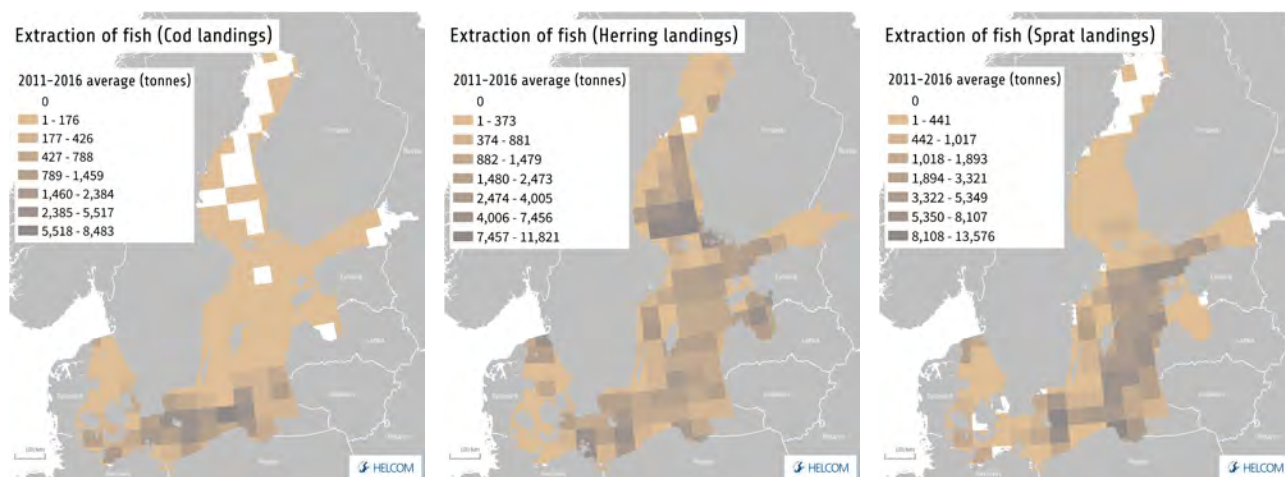 Extraction of fish (Cod landings)
2011-2016 average (tonnes)
0
1 - 176
177 - 426
427 - 788
789 - 1,459
1,460 - 2,384
2,385 - 5,517
5,518 - 8,483
HELCOM
Extraction of fish (Herring landings)
2011-2016 average (tonnes)
0
1 - 373
374 - 881
882 - 1,479
1,480 - 2,473
2,474 - 4,005
4,006 - 7,456
7,457 - 11,821
HELCOM
Extraction of fish (Sprat landings)
2011-2016 average (tonnes)
0
1 - 441
442 - 1,017
1,018 - 1,893
1,894 - 3,321
3,322 - 5,349
5,350 - 8,107
8,108 - 13,576
HELCOM